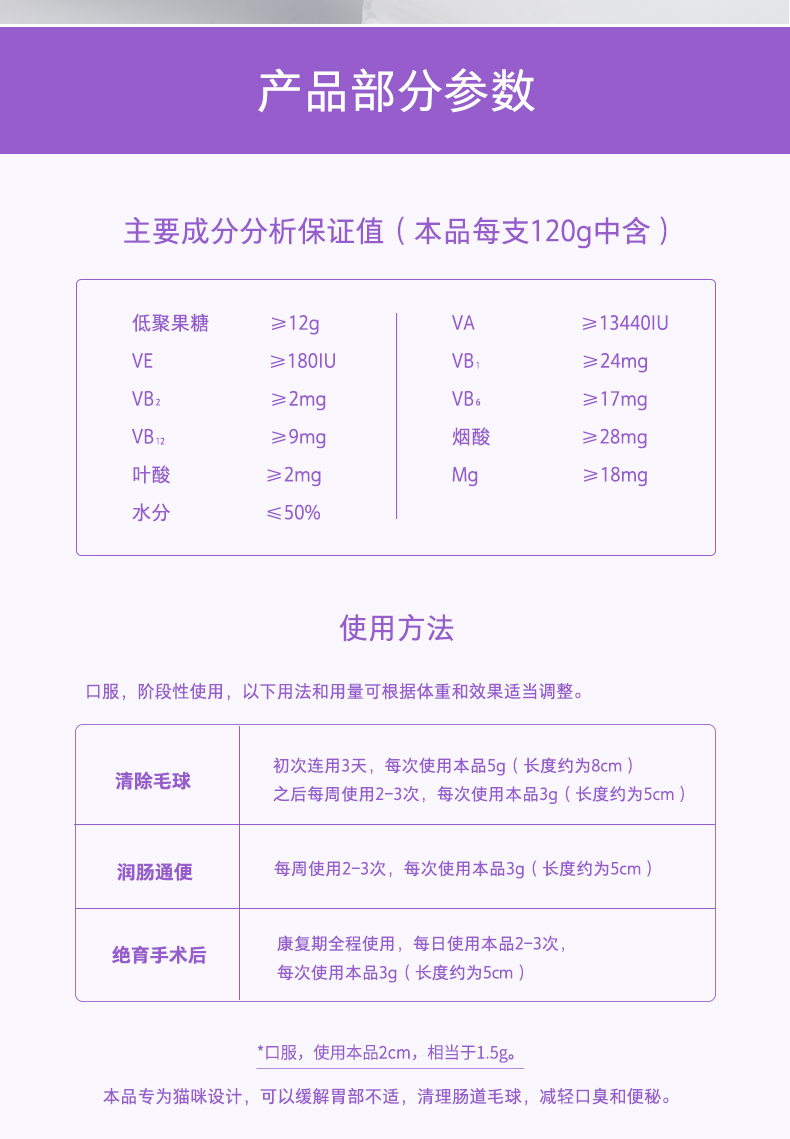 产品部分参数
主要成分分析保证值（本品每支120g中含）
低聚果糖 ≥12g VA ≥13440IU
VE ≥180IU VB₁ ≥24mg
VB₂ ≥2mg VB₆ ≥17mg
VB₁₂ ≥9mg 烟酸 ≥28mg
叶酸 ≥2mg Mg ≥18mg
水分 ≤50%
使用方法
口服，阶段性使用，以下用法和用量可根据体重和效果适当调整。
清除毛球
初次连用3天，每次使用本品5g（长度约为8cm）
之后每周使用2-3次，每次使用本品3g（长度约为5cm）
润肠通便
每周使用2-3次，每次使用本品3g（长度约为5cm）
绝育手术后
康复期全程使用，每日使用本品2-3次，
每次使用本品3g（长度约为5cm）
*口服，使用本品2cm，相当于1.5g。
本品专为猫咪设计，可以缓解胃部不适，清理肠道毛球，减轻口臭和便秘。